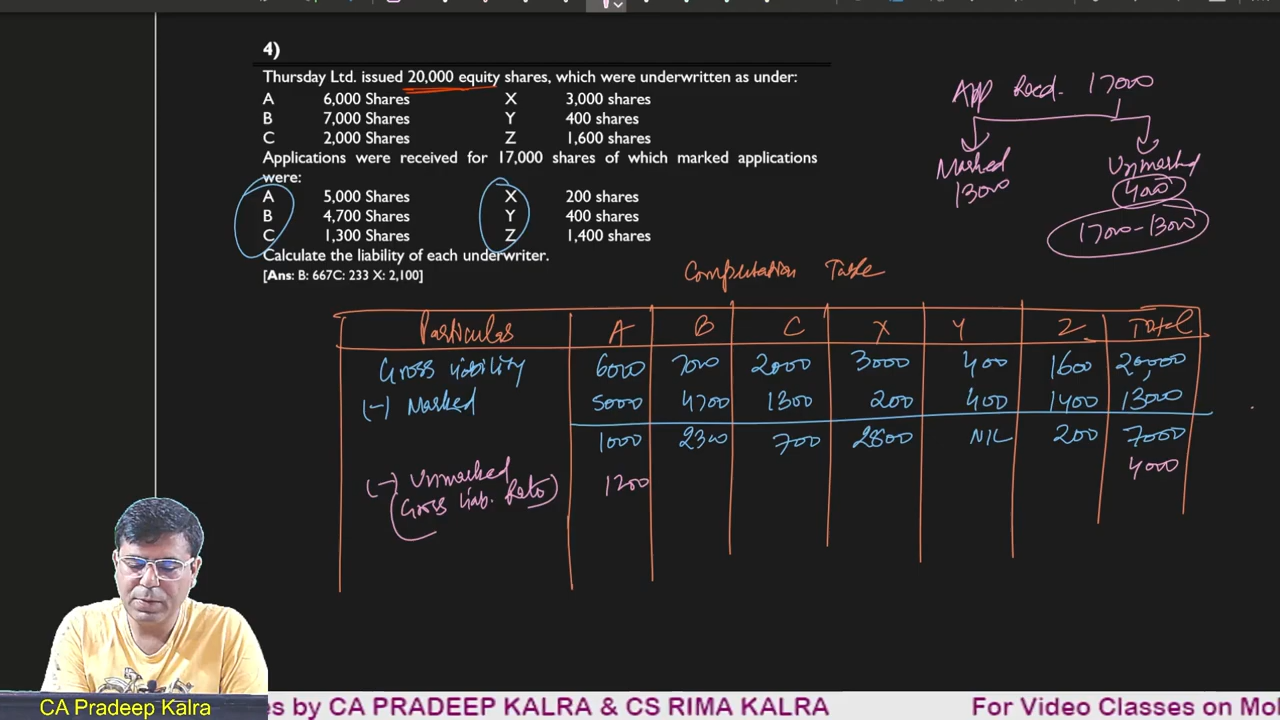 4)
Thursday Ltd. issued 20,000 equity shares, which were underwritten as under:
A 6,000 Shares X 3,000 shares
B 7,000 Shares Y 400 shares
C 2,000 Shares Z 1,600 shares
Applications were received for 17,000 shares of which marked applications
were:
A 5,000 Shares X 200 shares
B 4,700 Shares Y 400 shares
C 1,300 Shares Z 1,400 shares
Calculate the liability of each underwriter.
[Ans: B: 667C: 233 X: 2,100]
App Recd. 17000
Marked Unmarked
13000 4000
17000-13000
Computation Table
Particulars A B C X Y Z Total
Gross liability 6000 7000 2000 3000 400 1600 20,000
(-) Marked 5000 4700 1300 200 400 1400 13000
1000 2300 700 2800 NIL 200 7000
(-) Unmarked 1200 4000
(Gross liab. Ratio)
CA Pradeep Kalra
es by CA PRADEEP KALRA & CS RIMA KALRA For Video Classes on Mo